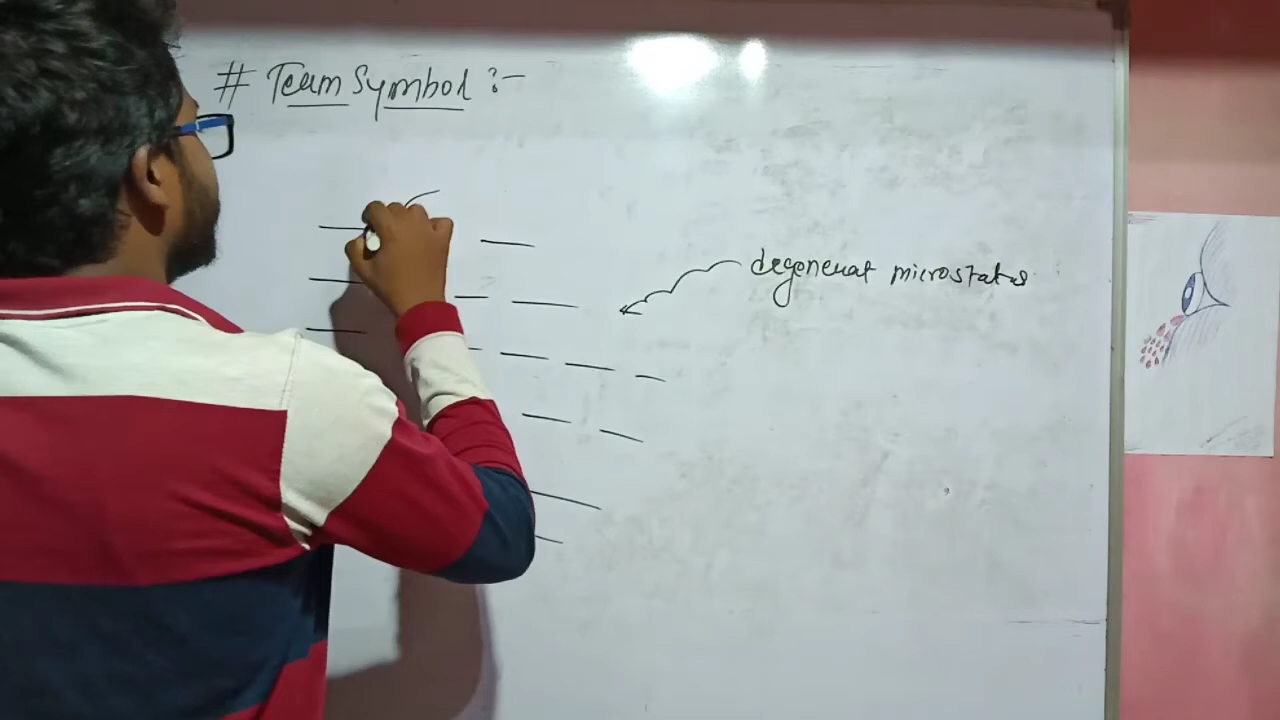 # Term Symbol :-
degenerat microstates